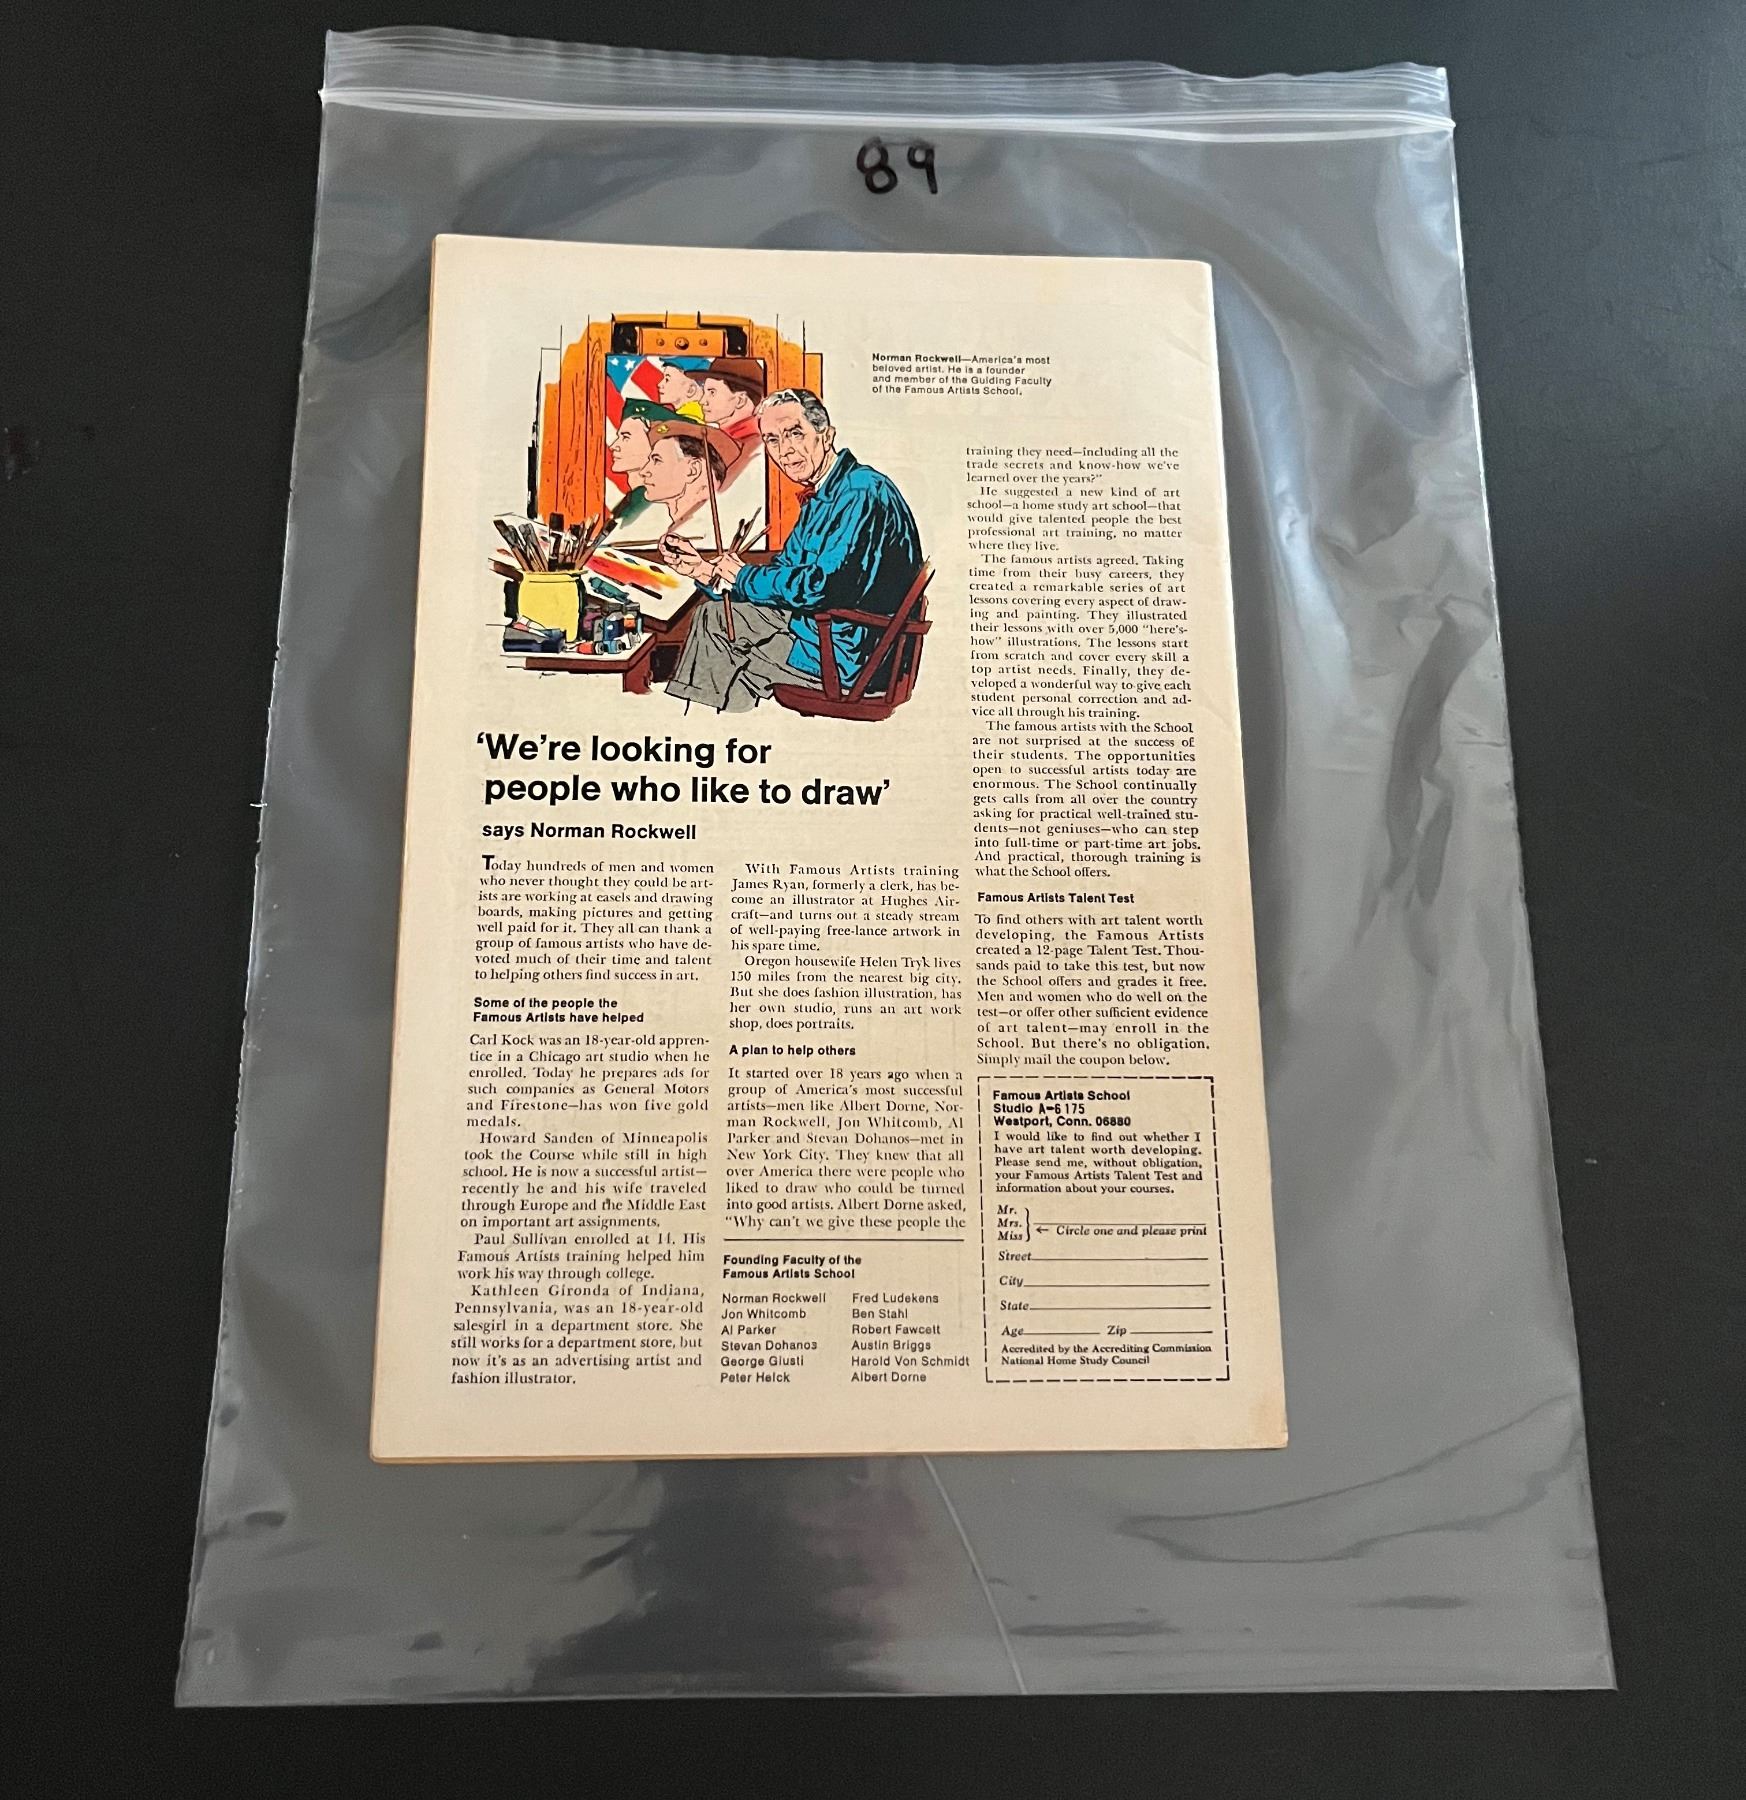 89
Norman Rockwell—America's most
beloved artist. He is a founder
and member of the Guiding Faculty
of the Famous Artists School.
'We're looking for
people who like to draw'
says Norman Rockwell
Today hundreds of men and women
who never thought they could be art-
ists are working at easels and drawing
boards, making pictures and getting
well paid for it. They all can thank a
group of famous artists who have de-
voted much of their time and talent
to helping others find success in art.
Some of the people the
Famous Artists have helped
Carl Kock was an 18-year-old appren-
tice in a Chicago art studio when he
enrolled. Today he prepares ads for
such companies as General Motors
and Firestone—has won five gold
medals.
Howard Sanden of Minneapolis
took the Course while still in high
school. He is now a successful artist—
recently he and his wife traveled
through Europe and the Middle East
on important art assignments.
Paul Sullivan enrolled at 14. His
Famous Artists training helped him
work his way through college.
Kathleen Gironda of Indiana,
Pennsylvania, was an 18-year-old
salesgirl in a department store. She
still works for a department store, but
now it's as an advertising artist and
fashion illustrator.
With Famous Artists training
James Ryan, formerly a clerk, has be-
come an illustrator at Hughes Air-
craft—and turns out a steady stream
of well-paying free-lance artwork in
his spare time.
Oregon housewife Helen Tryk lives
150 miles from the nearest big city.
But she does fashion illustration, has
her own studio, runs an art work
shop, does portraits.
A plan to help others
It started over 18 years ago when a
group of America's most successful
artists—men like Albert Dorne, Nor-
man Rockwell, Jon Whitcomb, Al
Parker and Stevan Dohanos—met in
New York City. They knew that all
over America there were people who
liked to draw who could be turned
into good artists. Albert Dorne asked,
"Why can't we give these people the
training they need—including all the
trade secrets and know-how we've
learned over the years?"
He suggested a new kind of art
school—a home study art school—that
would give talented people the best
professional art training, no matter
where they live.
The famous artists agreed. Taking
time from their busy careers, they
created a remarkable series of art
lessons covering every aspect of draw-
ing and painting. They illustrated
their lessons with over 5,000 "here's-
how" illustrations. The lessons start
from scratch and cover every skill a
top artist needs. Finally, they de-
veloped a wonderful way to give each
student personal correction and ad-
vice all through his training.
The famous artists with the School
are not surprised at the success of
their students. The opportunities
open to successful artists today are
enormous. The School continually
gets calls from all over the country
asking for practical well-trained stu-
dents—not geniuses—who can step
into full-time or part-time art jobs.
And practical, thorough training is
what the School offers.
Famous Artists Talent Test
To find others with art talent worth
developing, the Famous Artists
created a 12-page Talent Test. Thou-
sands paid to take this test, but now
the School offers and grades it free.
Men and women who do well on the
test—or offer other sufficient evidence
of art talent—may enroll in the
School. But there's no obligation.
Simply mail the coupon below.
Founding Faculty of the
Famous Artists School
Norman Rockwell
Jon Whitcomb
Al Parker
Stevan Dohanos
George Giusti
Peter Helck
Fred Ludekens
Ben Stahl
Robert Fawcett
Austin Briggs
Harold Von Schmidt
Albert Dorne
Famous Artists School
Studio A-6175
Westport, Conn. 06880
I would like to find out whether I
have art talent worth developing.
Please send me, without obligation,
your Famous Artists Talent Test and
information about your courses.
Mr.
Mrs.
Miss
← Circle one and please print
Street
City
State
Age Zip
Accredited by the Accrediting Commission
National Home Study Council